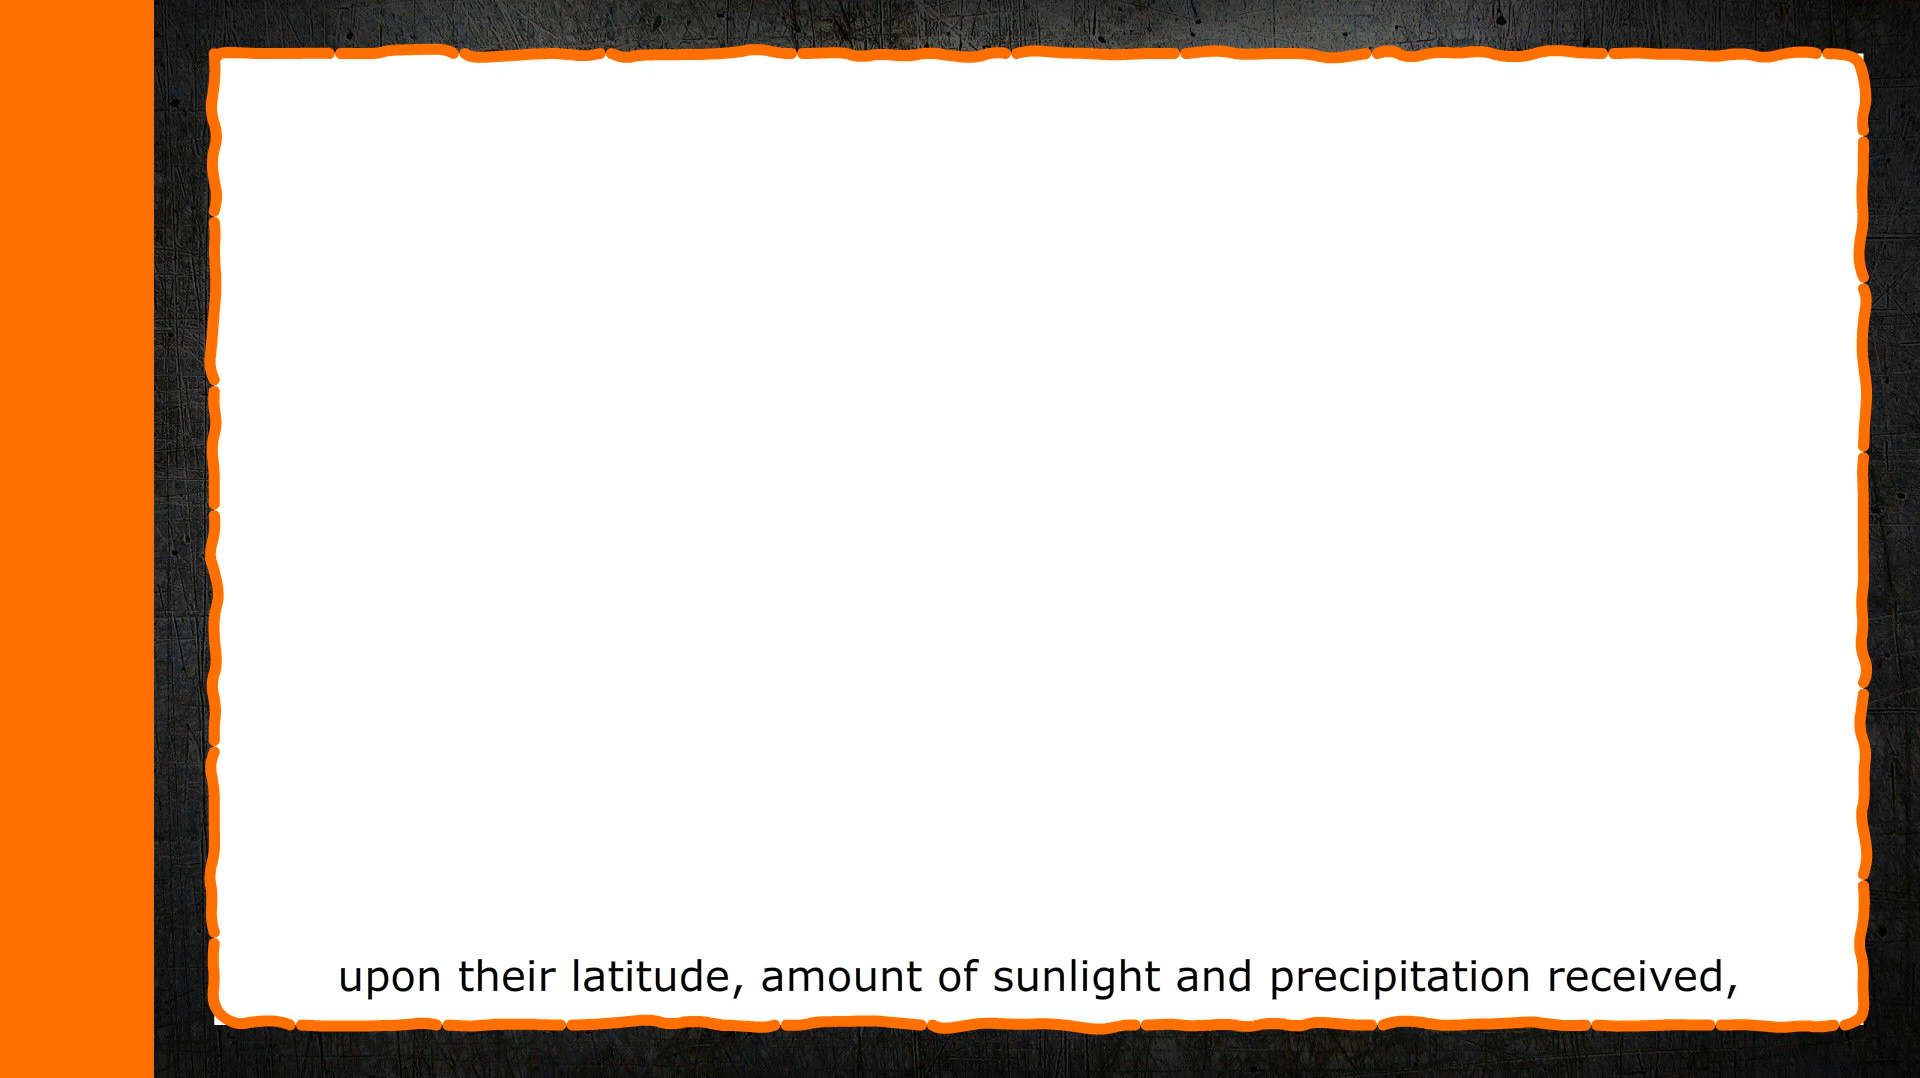 upon their latitude, amount of sunlight and precipitation received,